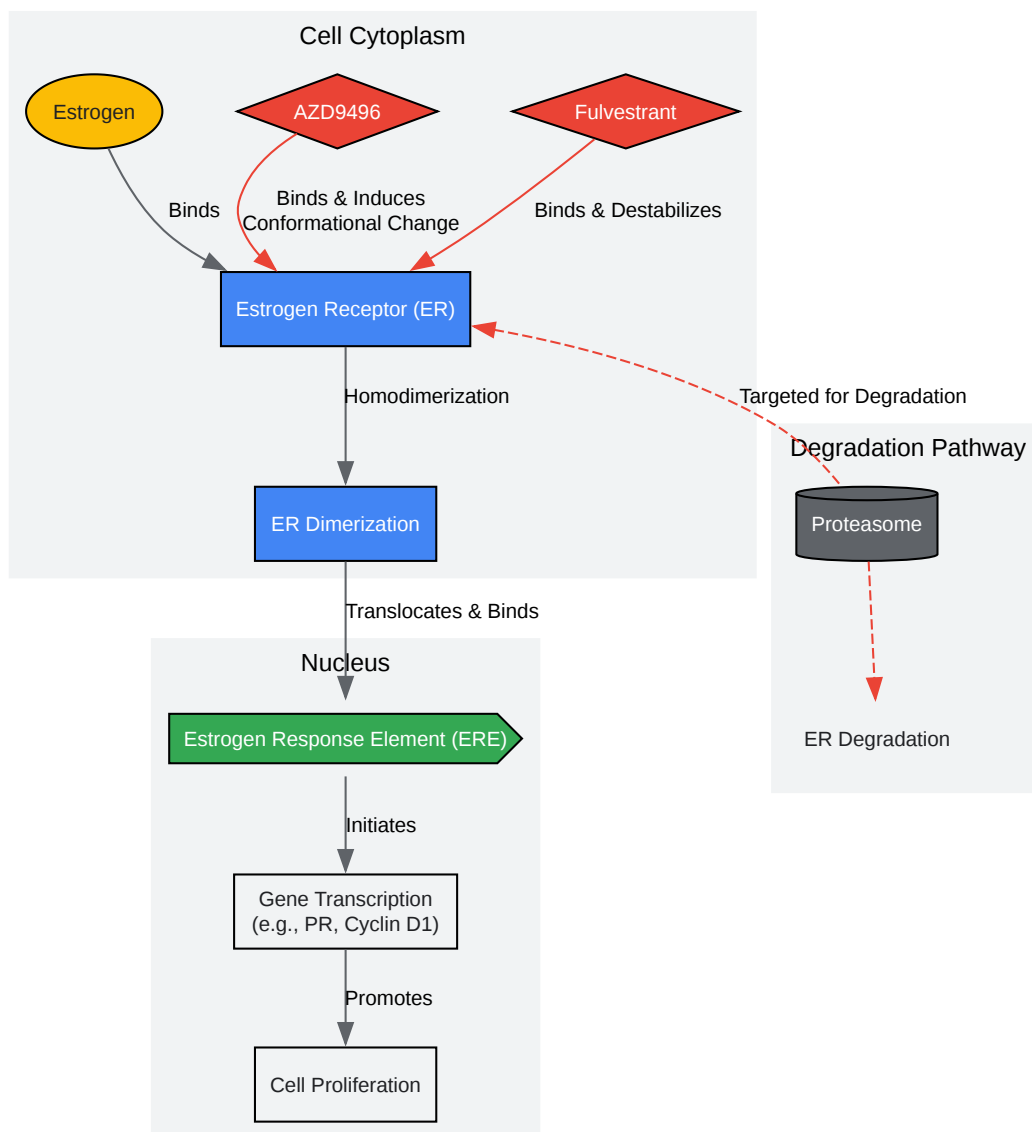 Cell Cytoplasm
Estrogen
AZD9496
Fulvestrant
Binds
Binds & Induces
Conformational Change
Binds & Destabilizes
Estrogen Receptor (ER)
Homodimerization
Targeted for Degradation
Degradation Pathway
ER Dimerization
Proteasome
Translocates & Binds
Nucleus
Estrogen Response Element (ERE)
ER Degradation
Initiates
Gene Transcription
(e.g., PR, Cyclin D1)
Promotes
Cell Proliferation